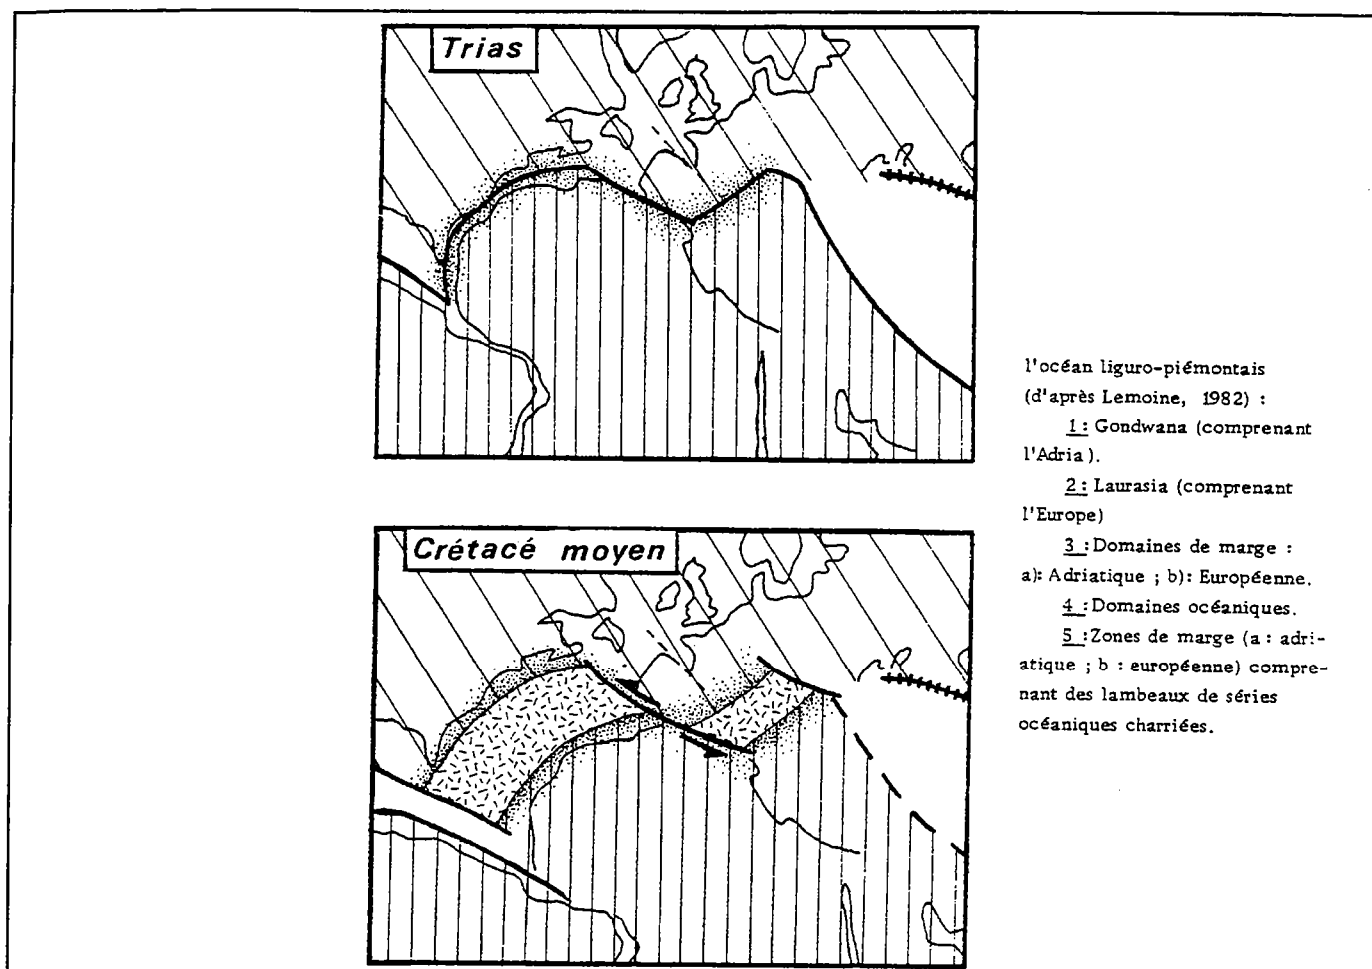 Trias
Crétacé moyen
l'océan liguro-piémontais
(d'après Lemoine, 1982) :
1: Gondwana (comprenant
l'Adria ).
2: Laurasia (comprenant
l'Europe)
3 : Domaines de marge :
a): Adriatique ; b): Européenne.
4 : Domaines océaniques.
5 : Zones de marge (a : adri-
atique ; b : européenne) compre-
nant des lambeaux de séries
océaniques charriées.